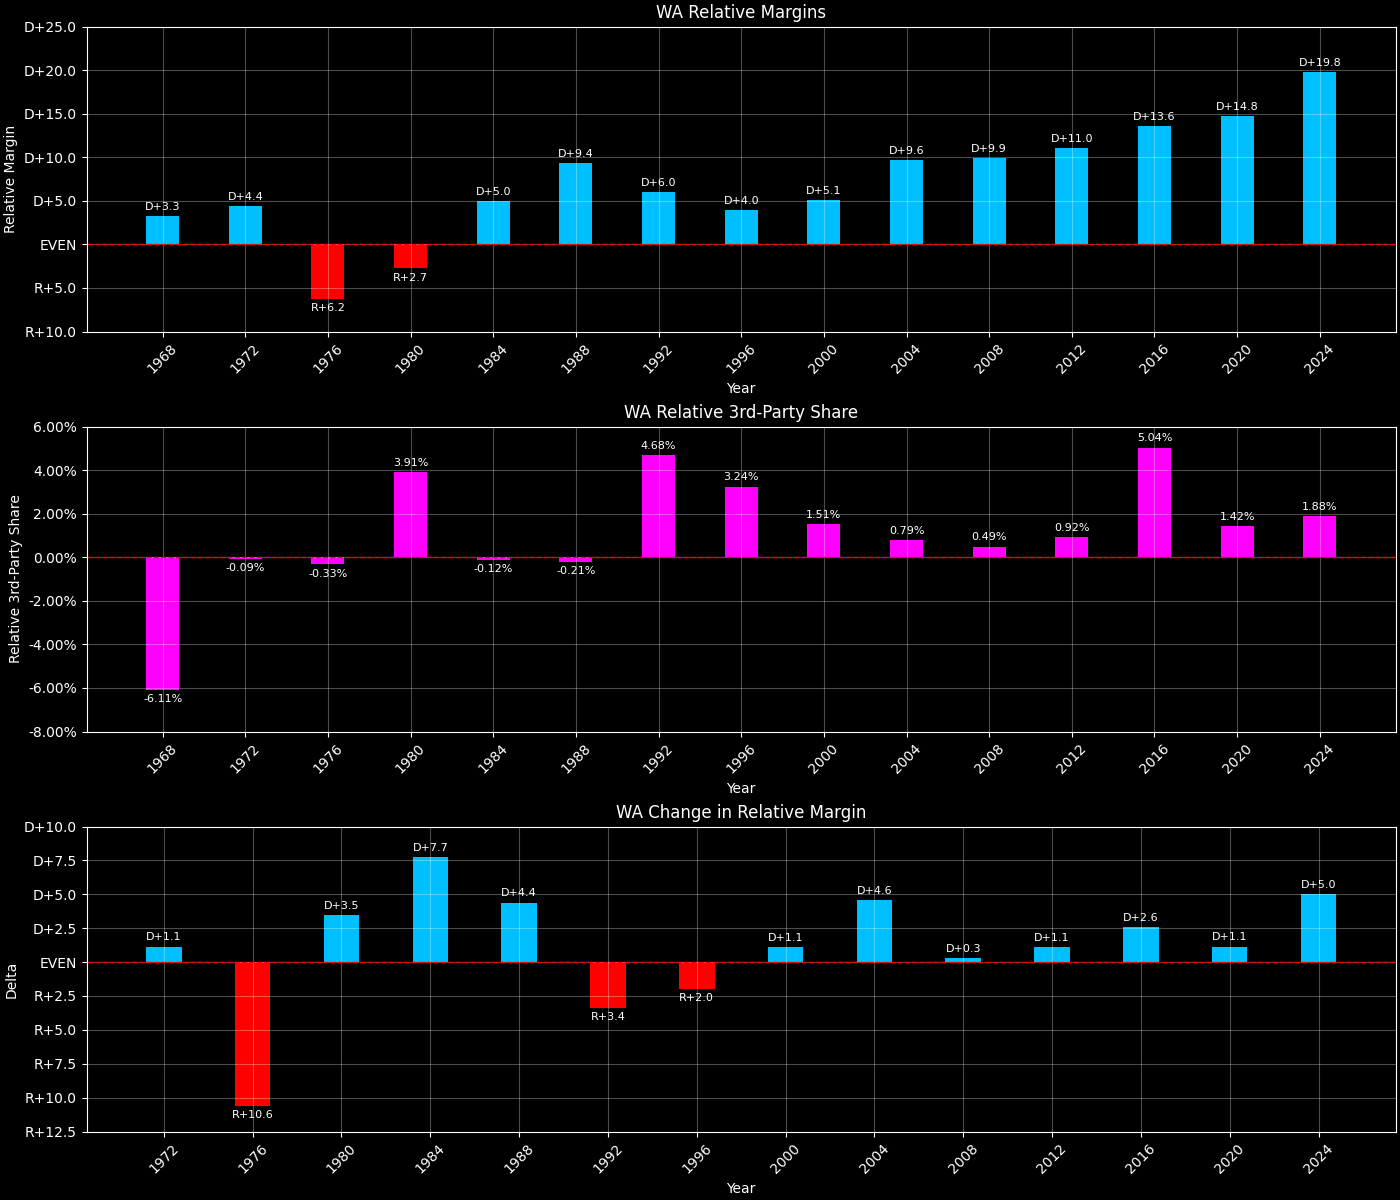 WA Relative Margins
D+25.0
D+20.0
D+15.0
D+10.0
D+5.0
EVEN
R+5.0
R+10.0
Relative Margin
D+3.3
D+4.4
R+6.2
R+2.7
D+5.0
D+9.4
D+6.0
D+4.0
D+5.1
D+9.6
D+9.9
D+11.0
D+13.6
D+14.8
D+19.8
1968
1972
1976
1980
1984
1988
1992
1996
2000
2004
2008
2012
2016
2020
2024
Year
WA Relative 3rd-Party Share
6.00%
4.00%
2.00%
0.00%
-2.00%
-4.00%
-6.00%
-8.00%
Relative 3rd-Party Share
-6.11%
-0.09%
-0.33%
3.91%
-0.12%
-0.21%
4.68%
3.24%
1.51%
0.79%
0.49%
0.92%
5.04%
1.42%
1.88%
1968
1972
1976
1980
1984
1988
1992
1996
2000
2004
2008
2012
2016
2020
2024
Year
WA Change in Relative Margin
D+10.0
D+7.5
D+5.0
D+2.5
EVEN
R+2.5
R+5.0
R+7.5
R+10.0
R+12.5
Delta
D+1.1
R+10.6
D+3.5
D+7.7
D+4.4
R+3.4
R+2.0
D+1.1
D+4.6
D+0.3
D+1.1
D+2.6
D+1.1
D+5.0
1972
1976
1980
1984
1988
1992
1996
2000
2004
2008
2012
2016
2020
2024
Year